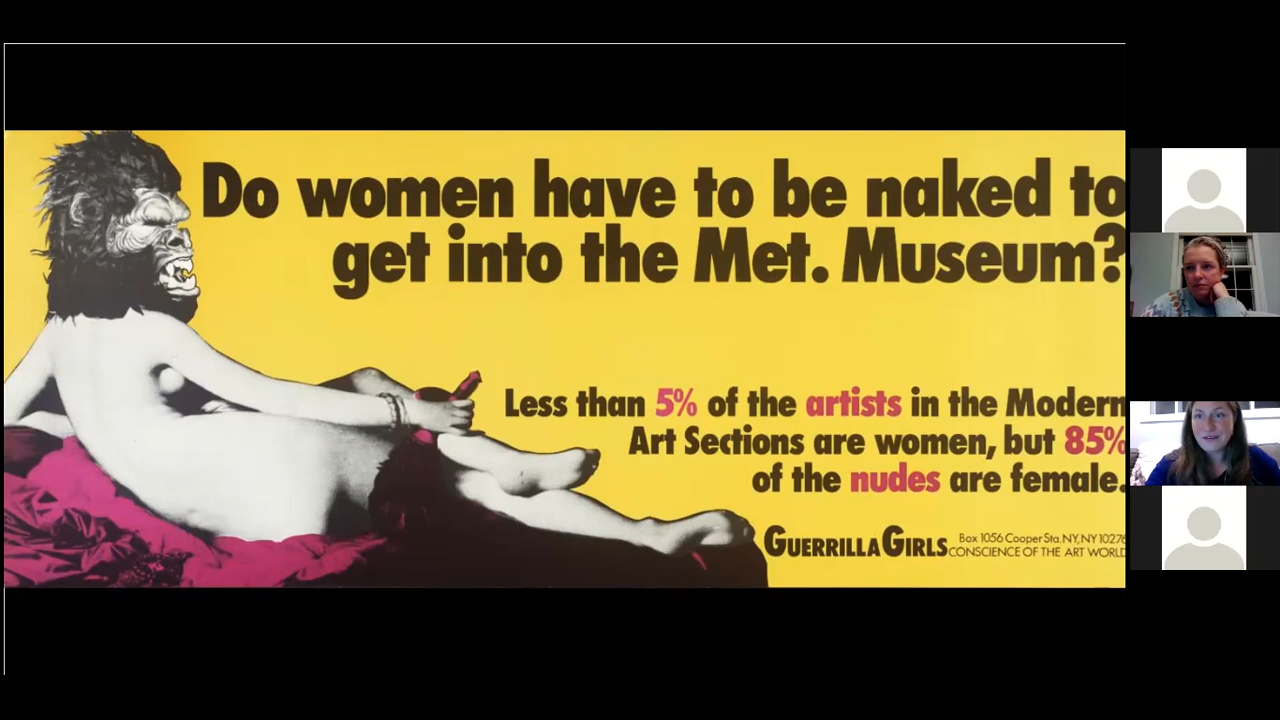 Do women have to be naked to
get into the Met. Museum?
Less than 5% of the artists in the Modern
Art Sections are women, but 85%
of the nudes are female.
GUERRILLA GIRLS Box 1056 Cooper Sta. NY, NY 10276
CONSCIENCE OF THE ART WORLD